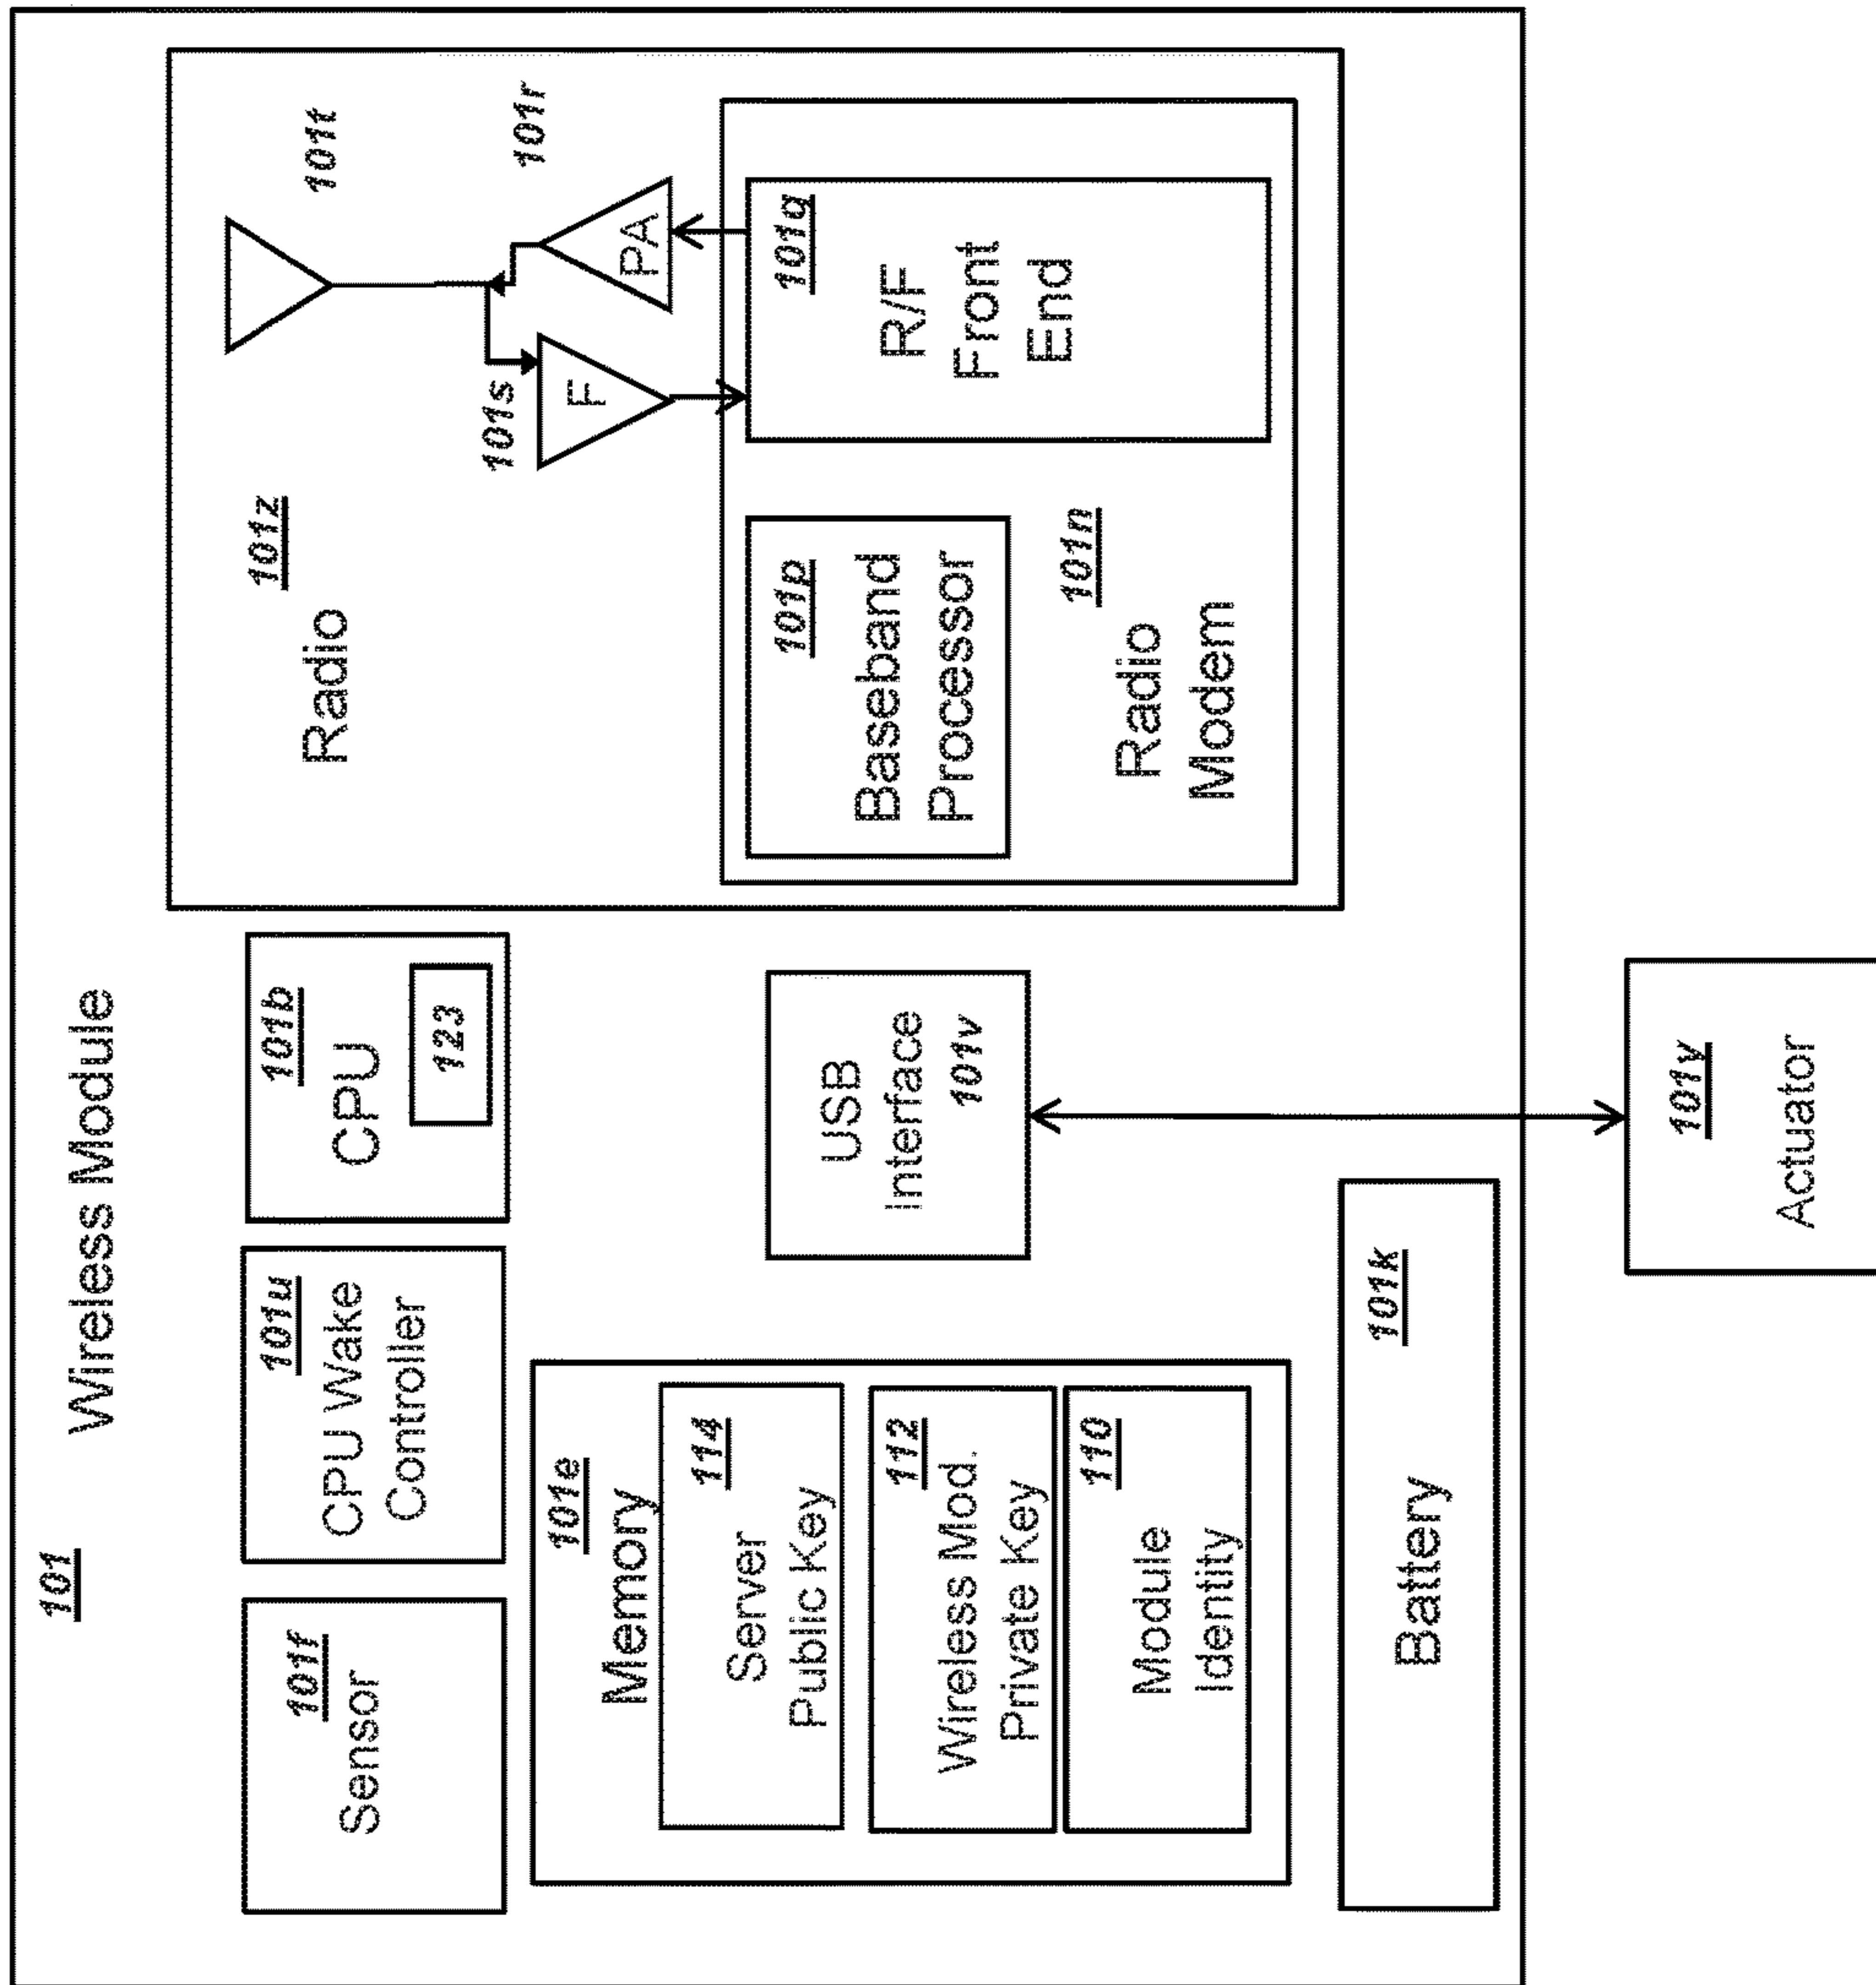 101
Wireless Module
101f
Sensor
101u
CPU Wake
Controller
101b
CPU
123
101z
Radio
101t
101r
101s
F
PA
101e
Memory
114
Server
Public Key
112
Wireless Mod.
Private Key
110
Module
Identity
USB
Interface
101v
101p
Baseband
Processor
101n
Radio
Modem
101q
R/F
Front
End
101k
Battery
101y
Actuator